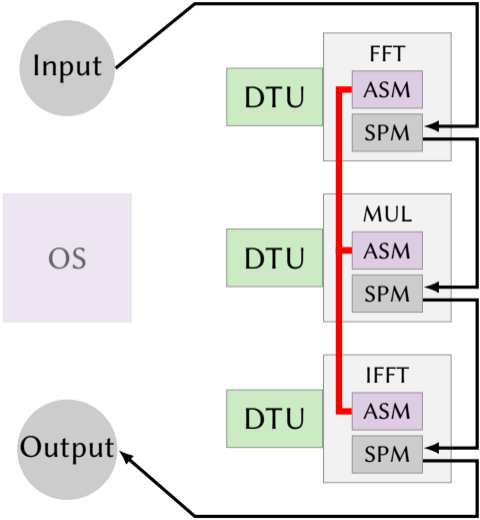 Input
FFT
DTU
ASM
SPM
OS
MUL
DTU
ASM
SPM
IFFT
DTU
ASM
SPM
Output